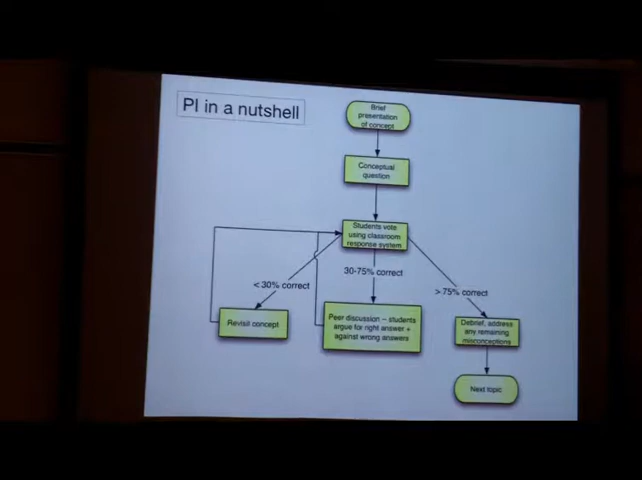 PI in a nutshell
Brief
presentation
of concept
Conceptual
question
Students vote
using classroom
response system
< 30% correct
30-75% correct
> 75% correct
Revisit concept
Peer discussion – students
argue for right answer +
against wrong answers
Debrief, address
any remaining
misconceptions
Next topic